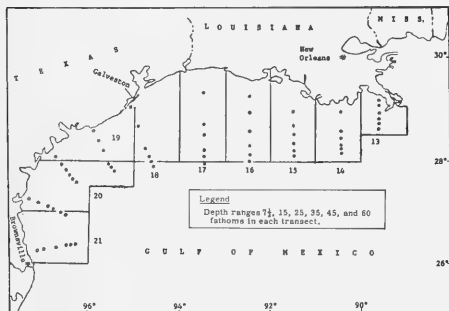 LOUISIANA
MISS.
TEXAS
New
Orleans
30°
Galveston
19
18
17
16
15
14
13
28°
20
Legend
Depth ranges 7½, 15, 25, 35, 45, and 60
fathoms in each transect.
21
Brownsville
GULF OF MEXICO
26°
96°
94°
92°
90°